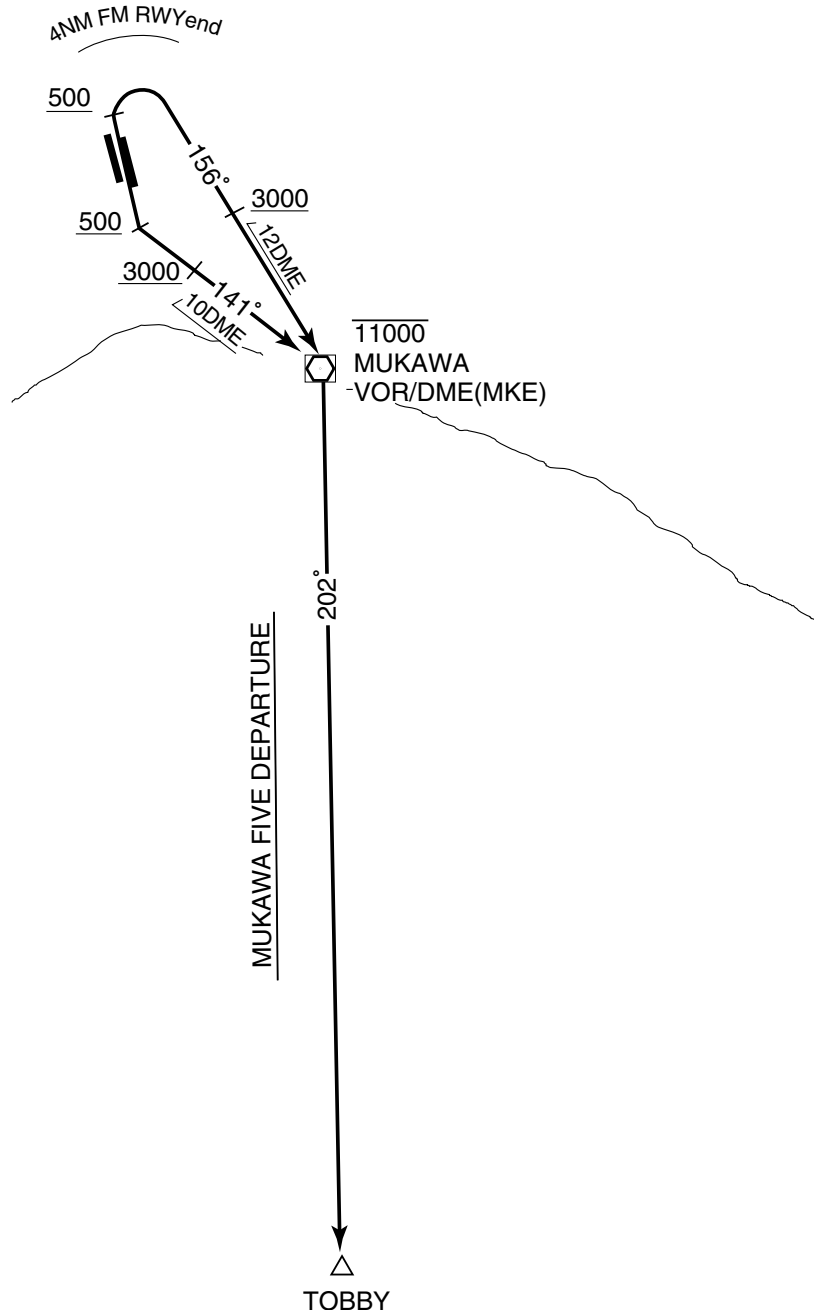 4NM FM RWYend
500
156°
3000
12DME
500
3000
141°
10DME
11000
MUKAWA
VOR/DME(MKE)
202°
MUKAWA FIVE DEPARTURE
TOBBY